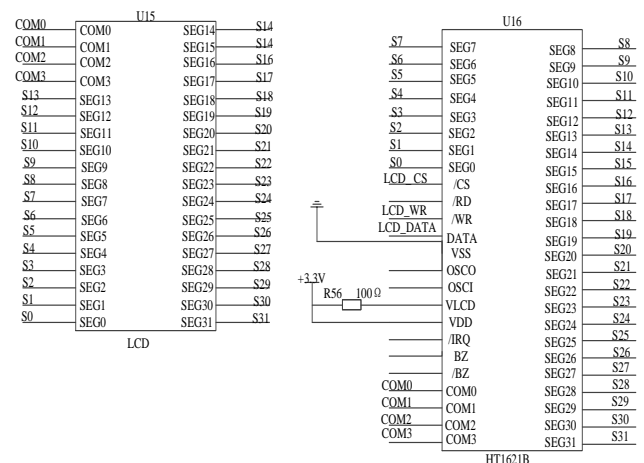 U15
COM0 COM0 SEG14 S14
COM1 COM1 SEG15 S14
COM2 COM2 SEG16 S16
COM3 COM3 SEG17 S17
S13 SEG13 SEG18 S18
S12 SEG12 SEG19 S19
S11 SEG11 SEG20 S20
S10 SEG10 SEG21 S21
S9 SEG9 SEG22 S22
S8 SEG8 SEG23 S23
S7 SEG7 SEG24 S24
S6 SEG6 SEG25 S25
S5 SEG5 SEG26 S26
S4 SEG4 SEG27 S27
S3 SEG3 SEG28 S28
S2 SEG2 SEG29 S29
S1 SEG1 SEG30 S30
S0 SEG0 SEG31 S31
LCD
U16
S7 SEG7 SEG8 S8
S6 SEG6 SEG9 S9
S5 SEG5 SEG10 S10
S4 SEG4 SEG11 S11
S3 SEG3 SEG12 S12
S2 SEG2 SEG13 S13
S1 SEG1 SEG14 S14
S0 SEG0 SEG15 S15
LCD_CS /CS SEG16 S16
/RD SEG17 S17
LCD_WR /WR SEG18 S18
LCD_DATA DATA SEG19 S19
VSS SEG20 S20
OSCO SEG21 S21
+3.3V OSCI SEG22 S22
R56 100Ω VLCD SEG23 S23
VDD SEG24 S24
/IRQ SEG25 S25
BZ SEG26 S26
/BZ SEG27 S27
COM0 COM0 SEG28 S28
COM1 COM1 SEG29 S29
COM2 COM2 SEG30 S30
COM3 COM3 SEG31 S31
HT1621B